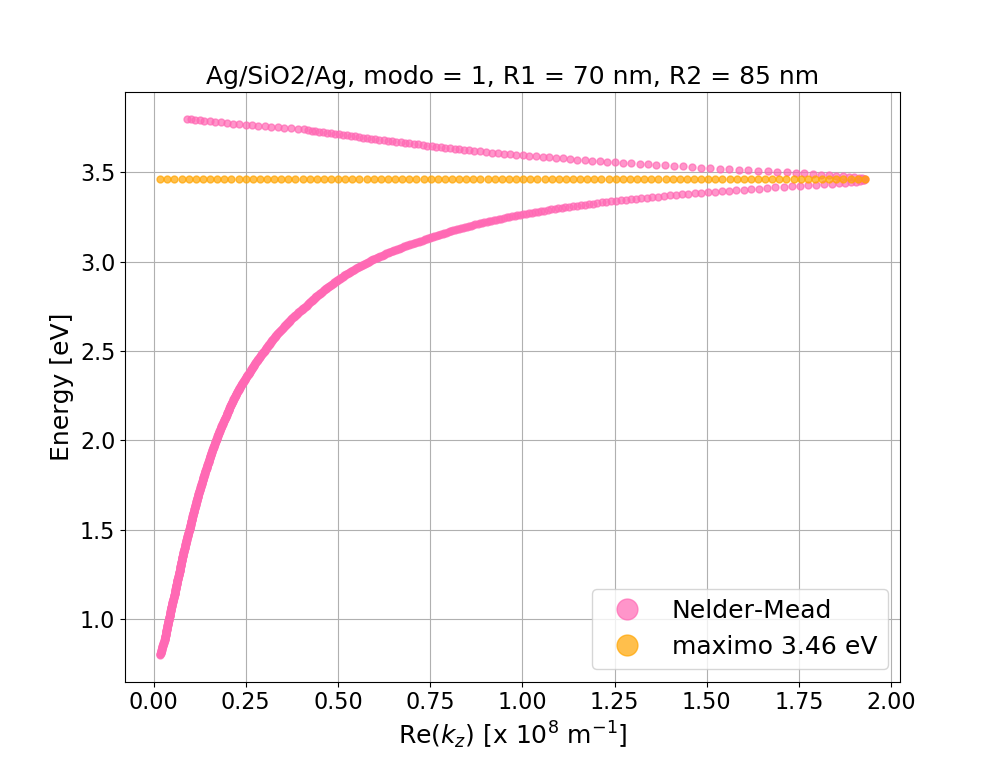 Ag/SiO2/Ag, modo = 1, R1 = 70 nm, R2 = 85 nm
Energy [eV]
3.5
3.0
2.5
2.0
1.5
1.0
Nelder-Mead
maximo 3.46 eV
0.00 0.25 0.50 0.75 1.00 1.25 1.50 1.75 2.00
Re(k_z) [x 10^8 m^−1]